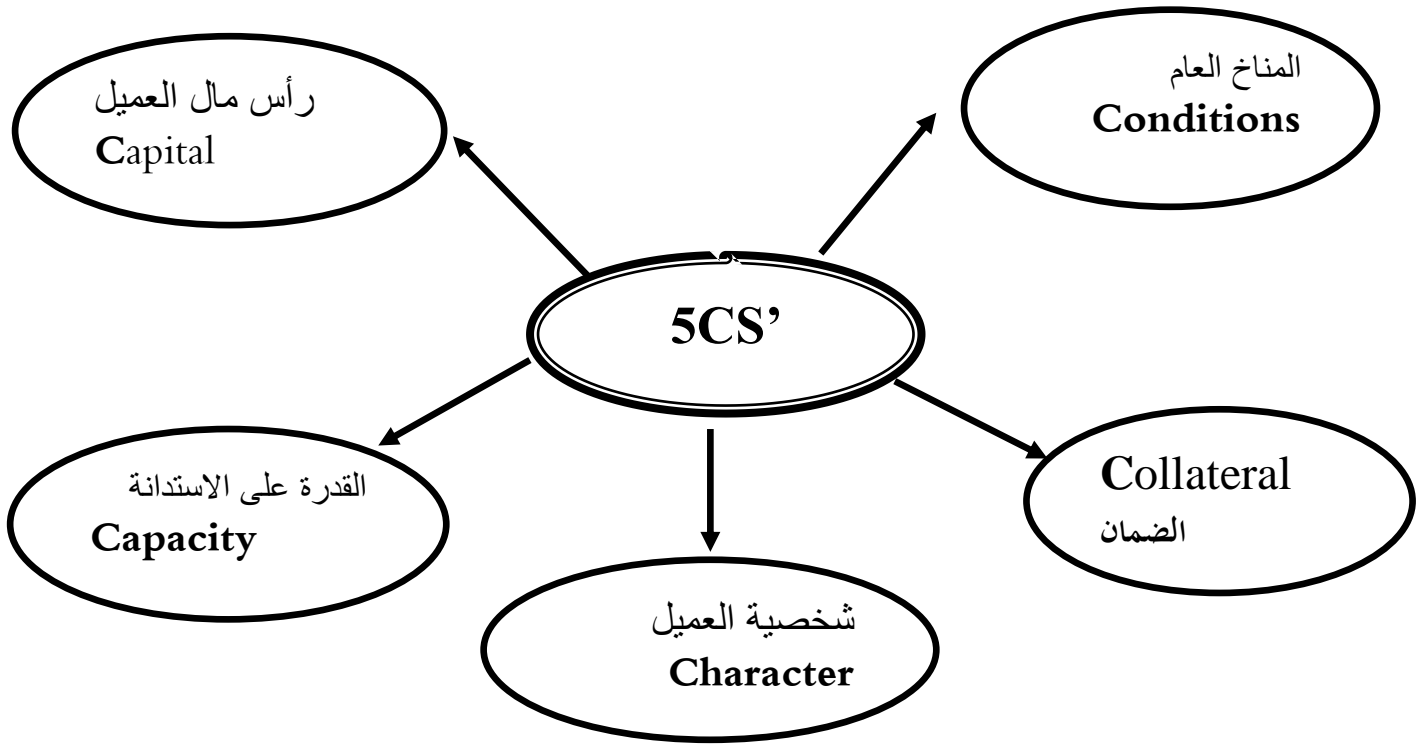 رأس مال العميل
Capital
المناخ العام
Conditions
5CS’
القدرة على الاستدانة
Capacity
Collateral
الضمان
شخصية العميل
Character